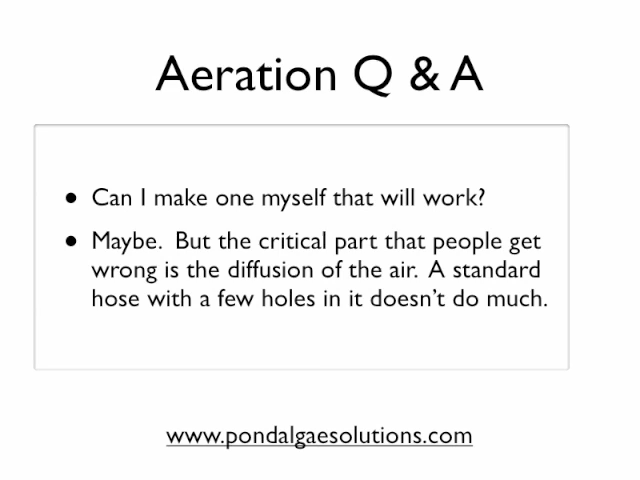 Aeration Q & A
• Can I make one myself that will work?
• Maybe.  But the critical part that people get
wrong is the diffusion of the air.  A standard
hose with a few holes in it doesn’t do much.
www.pondalgaesolutions.com